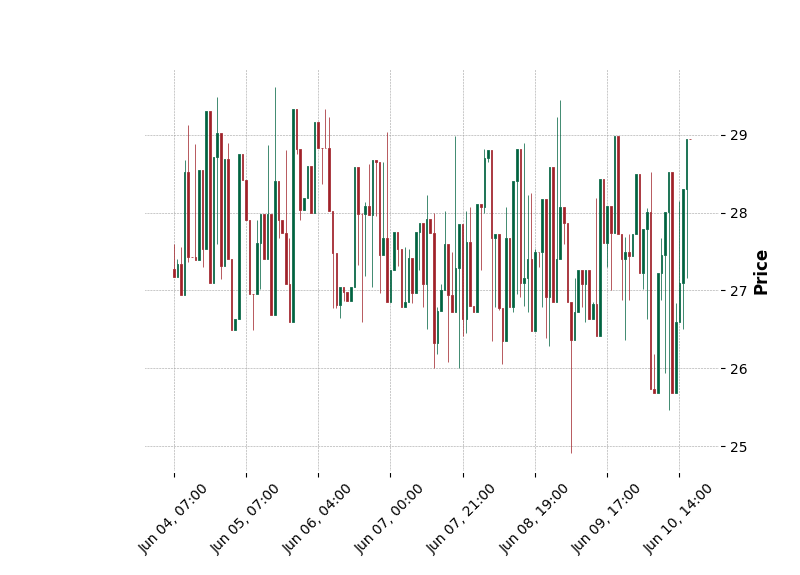 29
28
27
26
25
Price
Jun 04, 07:00
Jun 05, 07:00
Jun 06, 04:00
Jun 07, 00:00
Jun 07, 21:00
Jun 08, 19:00
Jun 09, 17:00
Jun 10, 14:00